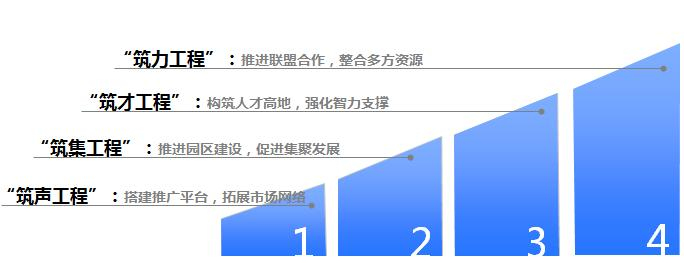 “筑力工程”：推进联盟合作，整合多方资源
“筑才工程”：构筑人才高地，强化智力支撑
“筑集工程”：推进园区建设，促进集聚发展
“筑声工程”：搭建推广平台，拓展市场网络
1 2 3 4